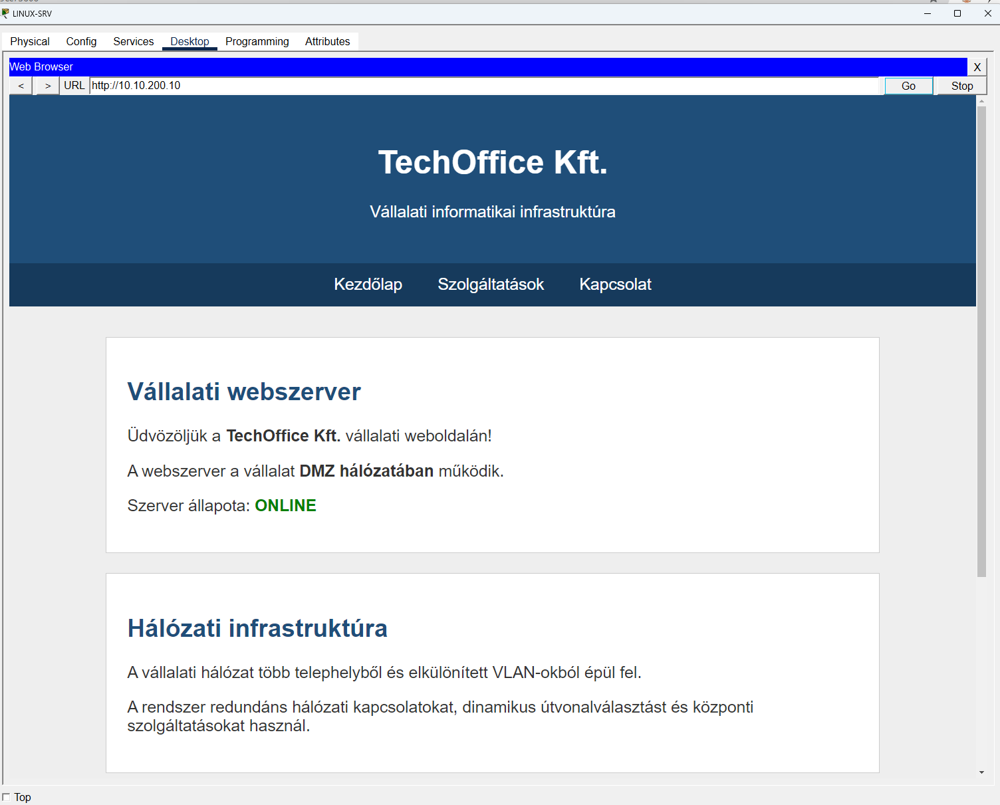 LINUX-SRV
Physical Config Services Desktop Programming Attributes
Web Browser X
< > URL http://10.10.200.10 Go Stop
TechOffice Kft.
Vállalati informatikai infrastruktúra
Kezdőlap Szolgáltatások Kapcsolat
Vállalati webszerver
Üdvözöljük a TechOffice Kft. vállalati weboldalán!
A webszerver a vállalat DMZ hálózatában működik.
Szerver állapota: ONLINE
Hálózati infrastruktúra
A vállalati hálózat több telephelyből és elkülönített VLAN-okból épül fel.
A rendszer redundáns hálózati kapcsolatokat, dinamikus útvonalválasztást és központi
szolgáltatásokat használ.
Top